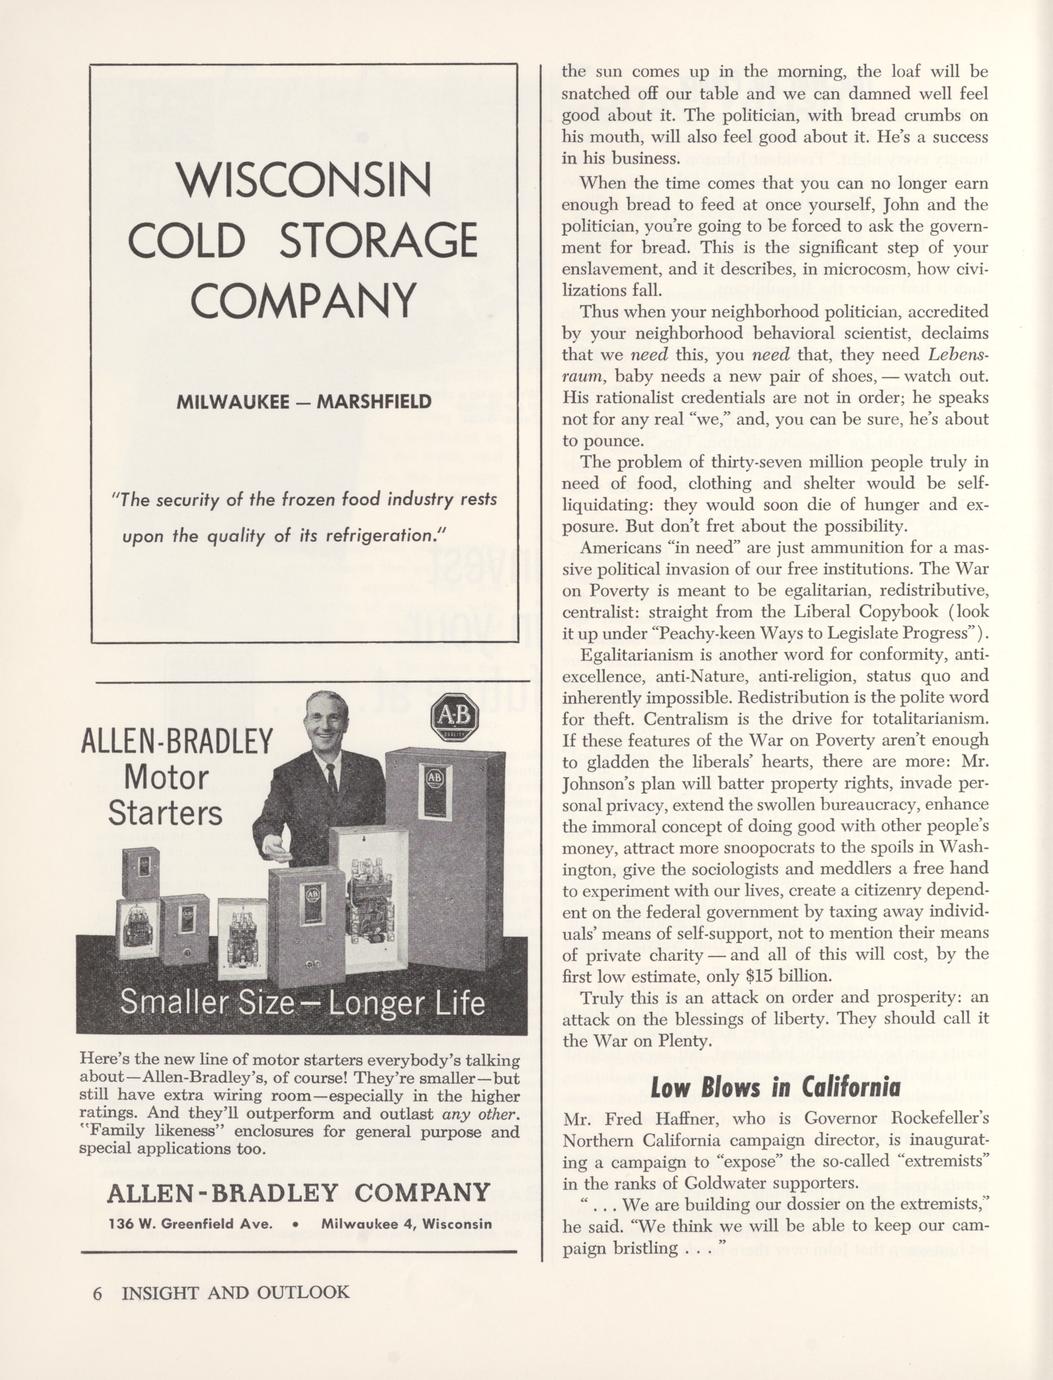 WISCONSIN
COLD STORAGE
COMPANY
MILWAUKEE — MARSHFIELD
"The security of the frozen food industry rests
upon the quality of its refrigeration."
ALLEN-BRADLEY
Motor
Starters
A-B
QUALITY
AB
AB
Smaller Size — Longer Life
Here's the new line of motor starters everybody's talking
about—Allen-Bradley's, of course! They're smaller—but
still have extra wiring room—especially in the higher
ratings. And they'll outperform and outlast any other.
"Family likeness" enclosures for general purpose and
special applications too.
ALLEN-BRADLEY COMPANY
136 W. Greenfield Ave. • Milwaukee 4, Wisconsin
6 INSIGHT AND OUTLOOK
the sun comes up in the morning, the loaf will be
snatched off our table and we can damned well feel
good about it. The politician, with bread crumbs on
his mouth, will also feel good about it. He's a success
in his business.
When the time comes that you can no longer earn
enough bread to feed at once yourself, John and the
politician, you're going to be forced to ask the govern-
ment for bread. This is the significant step of your
enslavement, and it describes, in microcosm, how civi-
lizations fall.
Thus when your neighborhood politician, accredited
by your neighborhood behavioral scientist, declaims
that we need this, you need that, they need Lebens-
raum, baby needs a new pair of shoes, — watch out.
His rationalist credentials are not in order; he speaks
not for any real "we," and, you can be sure, he's about
to pounce.
The problem of thirty-seven million people truly in
need of food, clothing and shelter would be self-
liquidating: they would soon die of hunger and ex-
posure. But don't fret about the possibility.
Americans "in need" are just ammunition for a mas-
sive political invasion of our free institutions. The War
on Poverty is meant to be egalitarian, redistributive,
centralist: straight from the Liberal Copybook (look
it up under "Peachy-keen Ways to Legislate Progress").
Egalitarianism is another word for conformity, anti-
excellence, anti-Nature, anti-religion, status quo and
inherently impossible. Redistribution is the polite word
for theft. Centralism is the drive for totalitarianism.
If these features of the War on Poverty aren't enough
to gladden the liberals' hearts, there are more: Mr.
Johnson's plan will batter property rights, invade per-
sonal privacy, extend the swollen bureaucracy, enhance
the immoral concept of doing good with other people's
money, attract more snoopocrats to the spoils in Wash-
ington, give the sociologists and meddlers a free hand
to experiment with our lives, create a citizenry depend-
ent on the federal government by taxing away individ-
uals' means of self-support, not to mention their means
of private charity — and all of this will cost, by the
first low estimate, only $15 billion.
Truly this is an attack on order and prosperity: an
attack on the blessings of liberty. They should call it
the War on Plenty.
Low Blows in California
Mr. Fred Haffner, who is Governor Rockefeller's
Northern California campaign director, is inaugurat-
ing a campaign to "expose" the so-called "extremists"
in the ranks of Goldwater supporters.
". . . We are building our dossier on the extremists,"
he said. "We think we will be able to keep our cam-
paign bristling . . . "